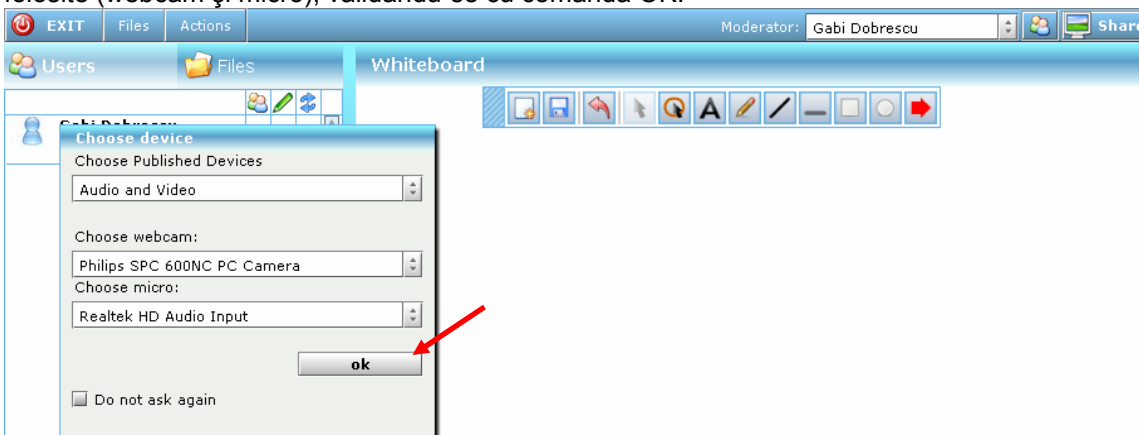 folosite (webcam şi micro), validându-se cu comanda OK.
EXIT Files Actions Moderator: Gabi Dobrescu Share
Users Files Whiteboard
A
Gabi Dobrescu
Choose device
Choose Published Devices
Audio and Video
Choose webcam:
Philips SPC 600NC PC Camera
Choose micro:
Realtek HD Audio Input
ok
Do not ask again